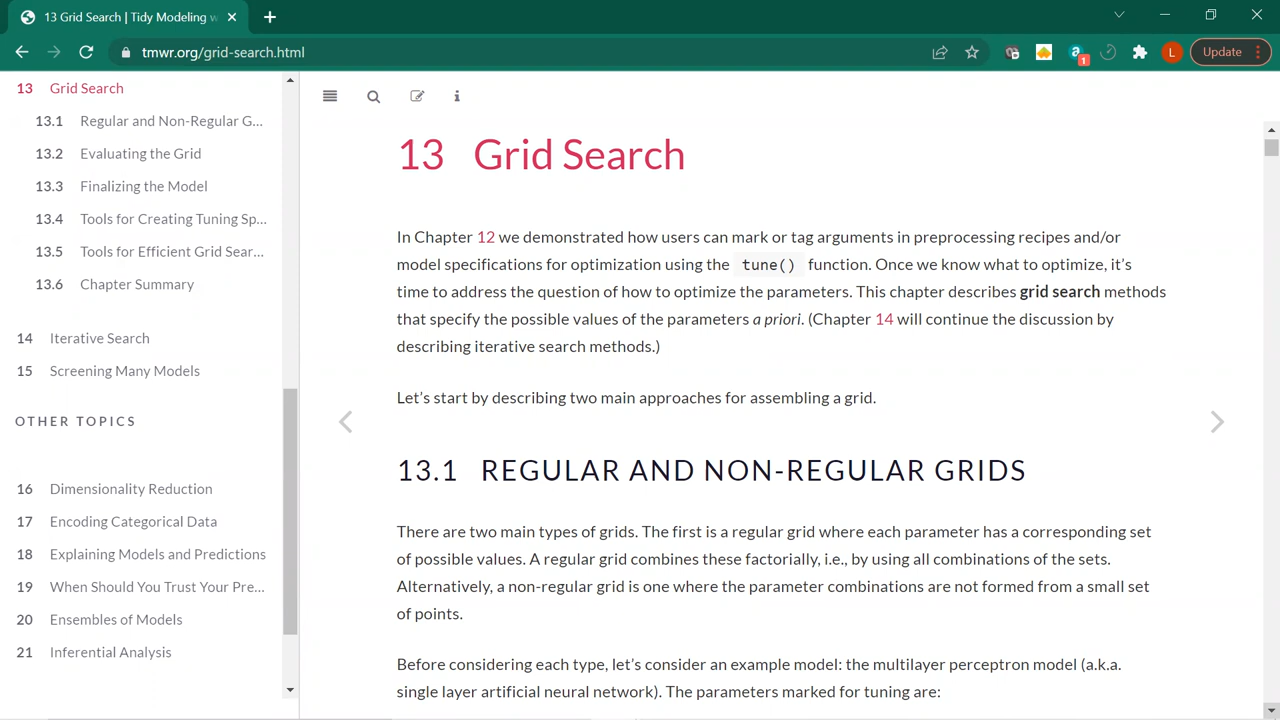 13 Grid Search | Tidy Modeling w
tmwr.org/grid-search.html
1
L
Update
13 Grid Search
13.1 Regular and Non-Regular G...
13.2 Evaluating the Grid
13.3 Finalizing the Model
13.4 Tools for Creating Tuning Sp...
13.5 Tools for Efficient Grid Sear...
13.6 Chapter Summary
14 Iterative Search
15 Screening Many Models
OTHER TOPICS
16 Dimensionality Reduction
17 Encoding Categorical Data
18 Explaining Models and Predictions
19 When Should You Trust Your Pre...
20 Ensembles of Models
21 Inferential Analysis
13 Grid Search
In Chapter 12 we demonstrated how users can mark or tag arguments in preprocessing recipes and/or
model specifications for optimization using the tune() function. Once we know what to optimize, it’s
time to address the question of how to optimize the parameters. This chapter describes grid search methods
that specify the possible values of the parameters a priori. (Chapter 14 will continue the discussion by
describing iterative search methods.)
Let’s start by describing two main approaches for assembling a grid.
13.1 REGULAR AND NON-REGULAR GRIDS
There are two main types of grids. The first is a regular grid where each parameter has a corresponding set
of possible values. A regular grid combines these factorially, i.e., by using all combinations of the sets.
Alternatively, a non-regular grid is one where the parameter combinations are not formed from a small set
of points.
Before considering each type, let’s consider an example model: the multilayer perceptron model (a.k.a.
single layer artificial neural network). The parameters marked for tuning are: